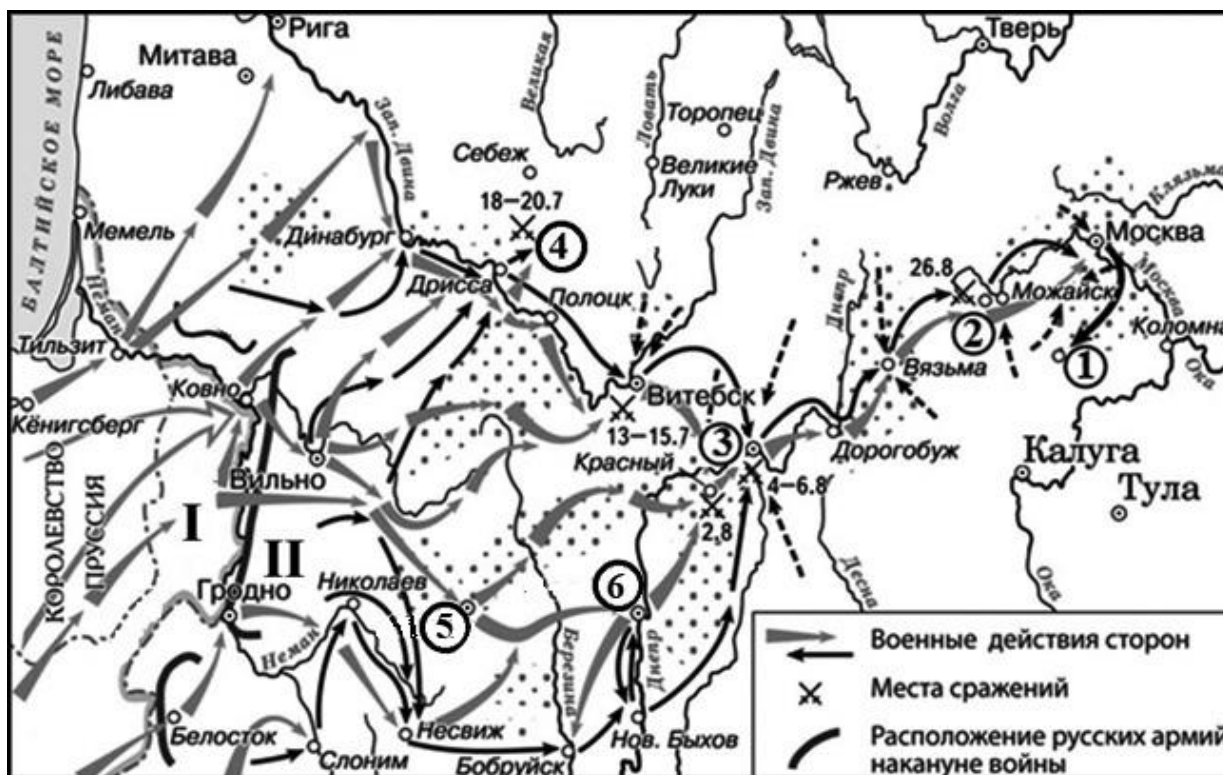 Рига
Тверь
Митава
Либава
БАЛТИЙСКОЕ МОРЕ
Зап. Двина
Великая
Ловать
Торопец
Зап. Двина
Волга
Себеж
Великие
Луки
Ржев
Клязьма
18–20.7
Мемель
Динабург
4
Москва
Неман
Дрисса
26.8
Москва
Полоцк
Днепр
Можайск
Тильзит
2
Коломна
1
Ока
Ковно
Витебск
Вязьма
Кёнигсберг
13–15.7
3
Вильно
Красный
Дорогобуж
Калуга
4–6.8
Тула
КОРОЛЕВСТВО
ПРУССИЯ
I
II
2.8
Гродно
Николаев
6
Десна
Ока
5
Неман
Березина
Днепр
Белосток
Несвиж
Нов. Быхов
Слоним
Бобруйск
Военные действия сторон
Места сражений
Расположение русских армий
накануне войны